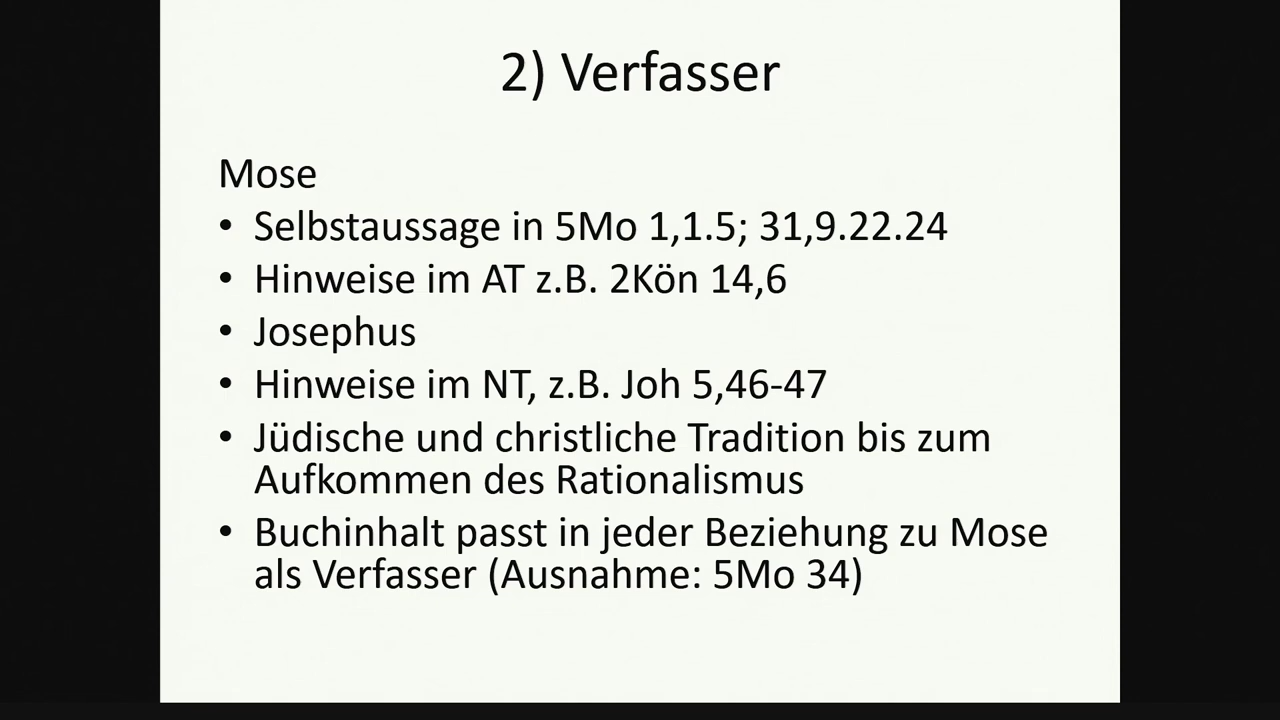 2) Verfasser
Mose
• Selbstaussage in 5Mo 1,1.5; 31,9.22.24
• Hinweise im AT z.B. 2Kön 14,6
• Josephus
• Hinweise im NT, z.B. Joh 5,46-47
• Jüdische und christliche Tradition bis zum
Aufkommen des Rationalismus
• Buchinhalt passt in jeder Beziehung zu Mose
als Verfasser (Ausnahme: 5Mo 34)